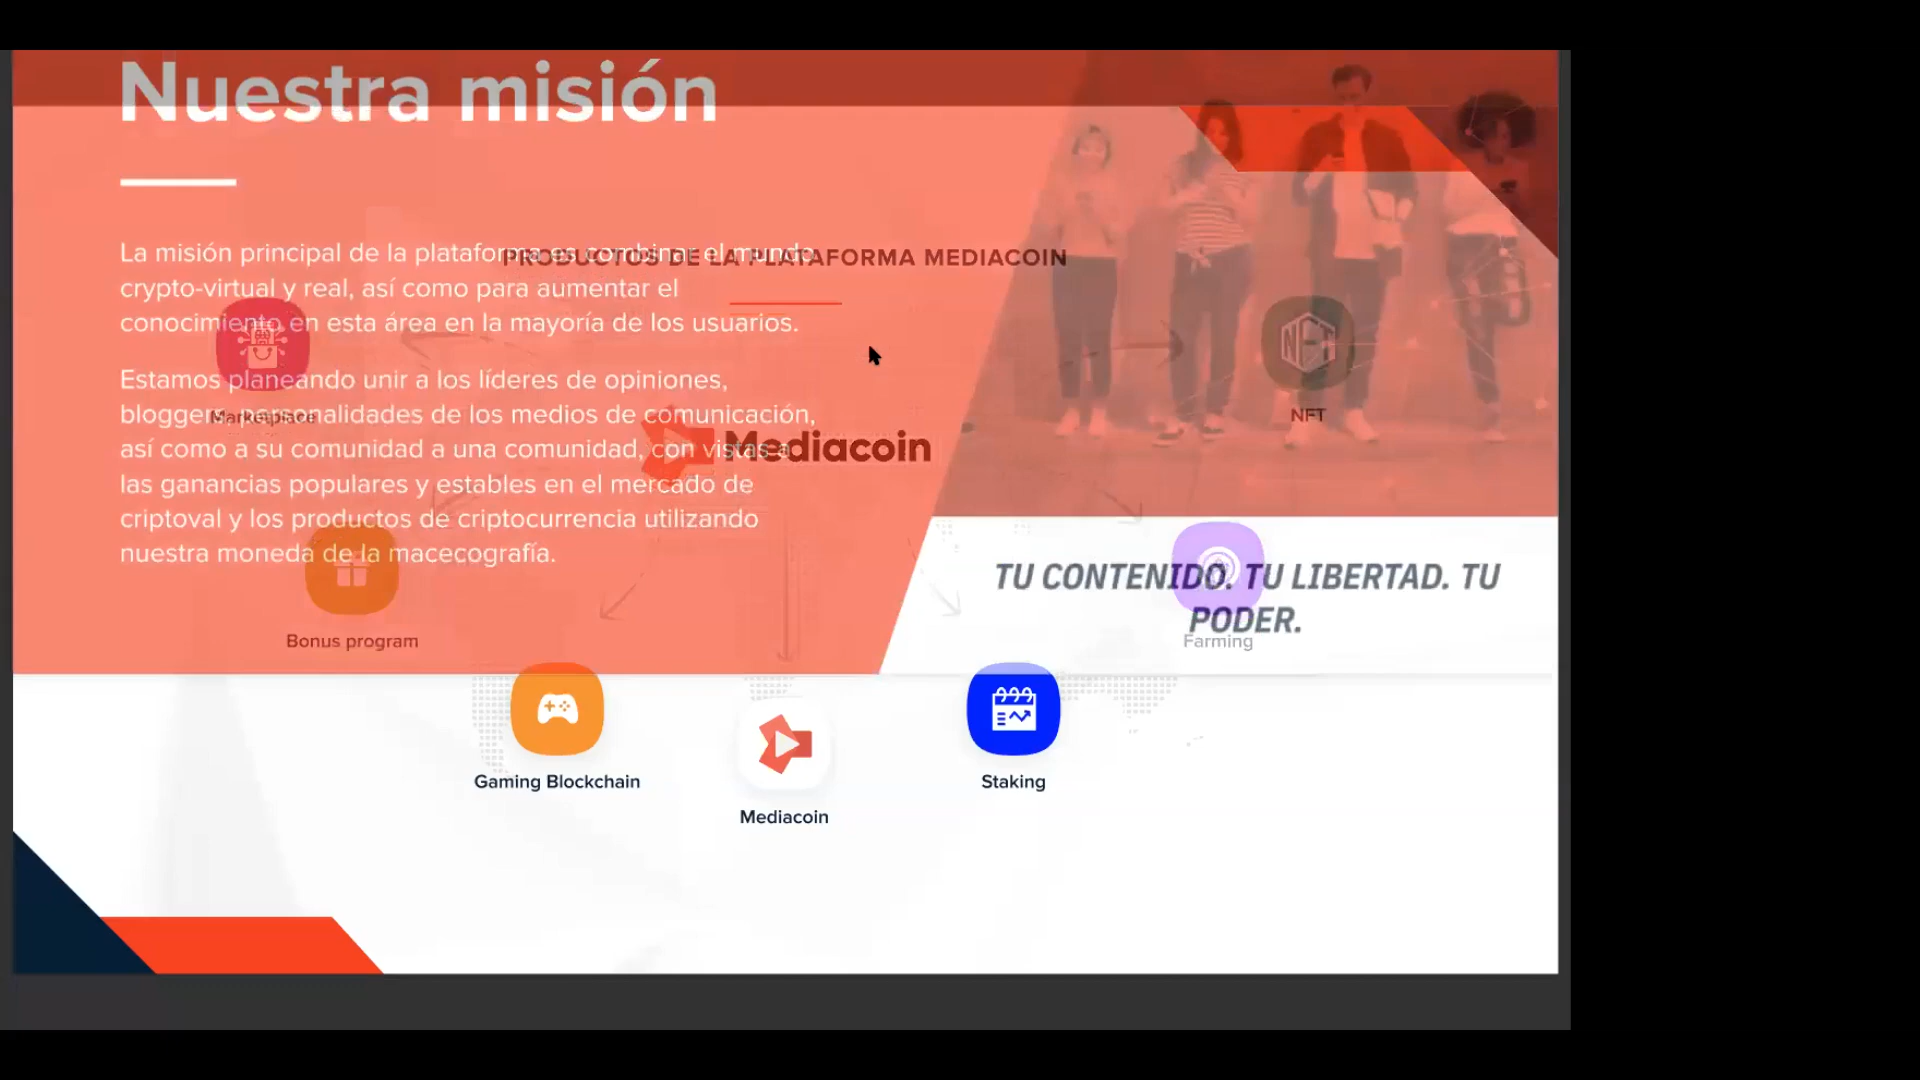 Nuestra misión
La misión principal de la plataforma es combinar el mundo
crypto-virtual y real, así como para aumentar el
conocimiento en esta área en la mayoría de los usuarios.
Estamos planeando unir a los líderes de opiniones,
bloggers, personalidades de los medios de comunicación,
así como a su comunidad a una comunidad, con vistas a
las ganancias populares y estables en el mercado de
criptoval y los productos de criptocurrencia utilizando
nuestra moneda de la macecografía.
TU CONTENIDO. TU LIBERTAD. TU
PODER.
PRODUCTOS DE LA PLATAFORMA MEDIACOIN
Marketplace
NFT
NFT
Mediacoin
Bonus program
Farming
Gaming Blockchain
Mediacoin
Staking